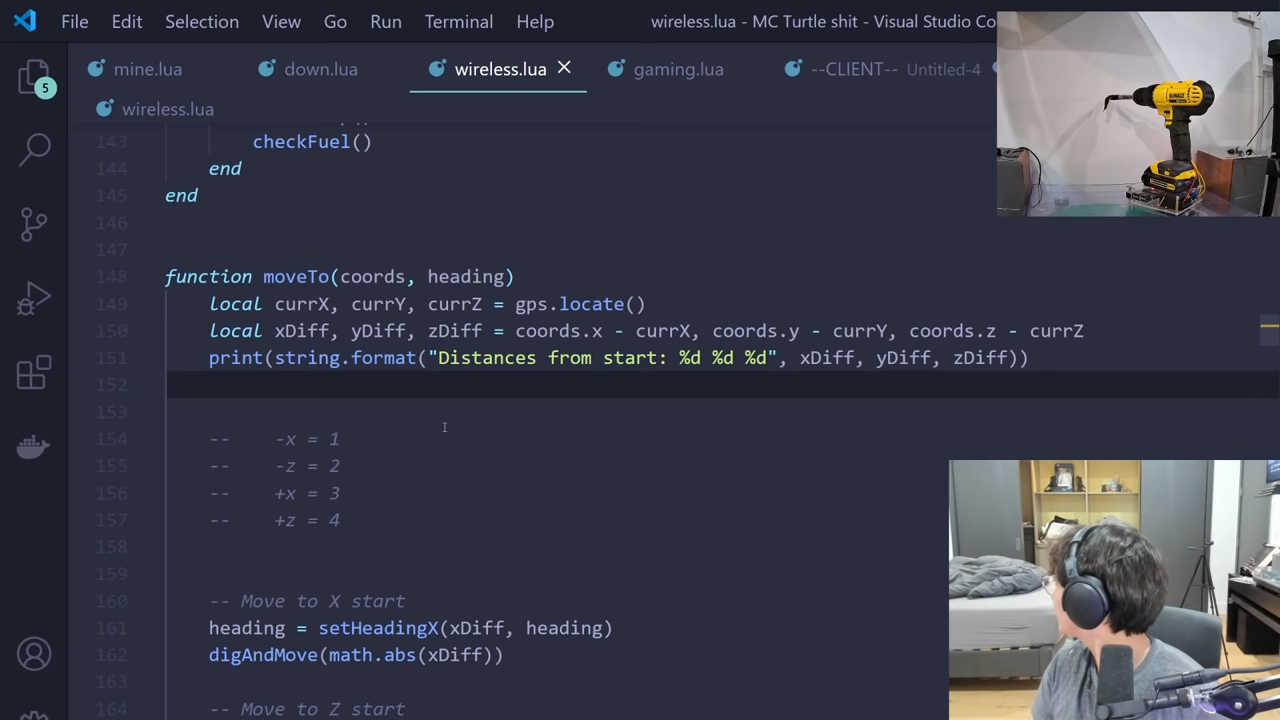 File Edit Selection View Go Run Terminal Help wireless.lua - MC Turtle shit - Visual Studio Co
mine.lua down.lua wireless.lua gaming.lua --CLIENT-- Untitled-4
5
wireless.lua
143 checkFuel()
144 end
145 end
146
147
148 function moveTo(coords, heading)
149 local currX, currY, currZ = gps.locate()
150 local xDiff, yDiff, zDiff = coords.x - currX, coords.y - currY, coords.z - currZ
151 print(string.format("Distances from start: %d %d %d", xDiff, yDiff, zDiff))
152
153
154 -- -x = 1
155 -- -z = 2
156 -- +x = 3
157 -- +z = 4
158
159
160 -- Move to X start
161 heading = setHeadingX(xDiff, heading)
162 digAndMove(math.abs(xDiff))
163
164 -- Move to Z start
DEWALT